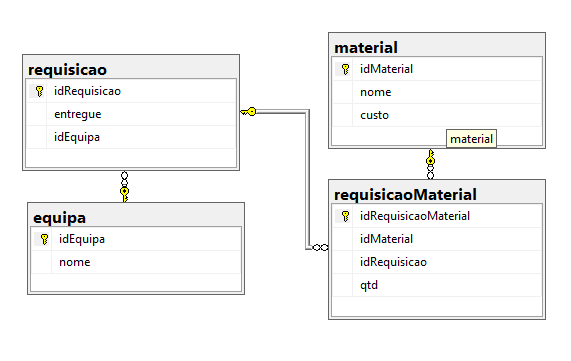 requisicao
idRequisicao
entregue
idEquipa
equipa
idEquipa
nome
material
idMaterial
nome
custo
material
requisicaoMaterial
idRequisicaoMaterial
idMaterial
idRequisicao
qtd